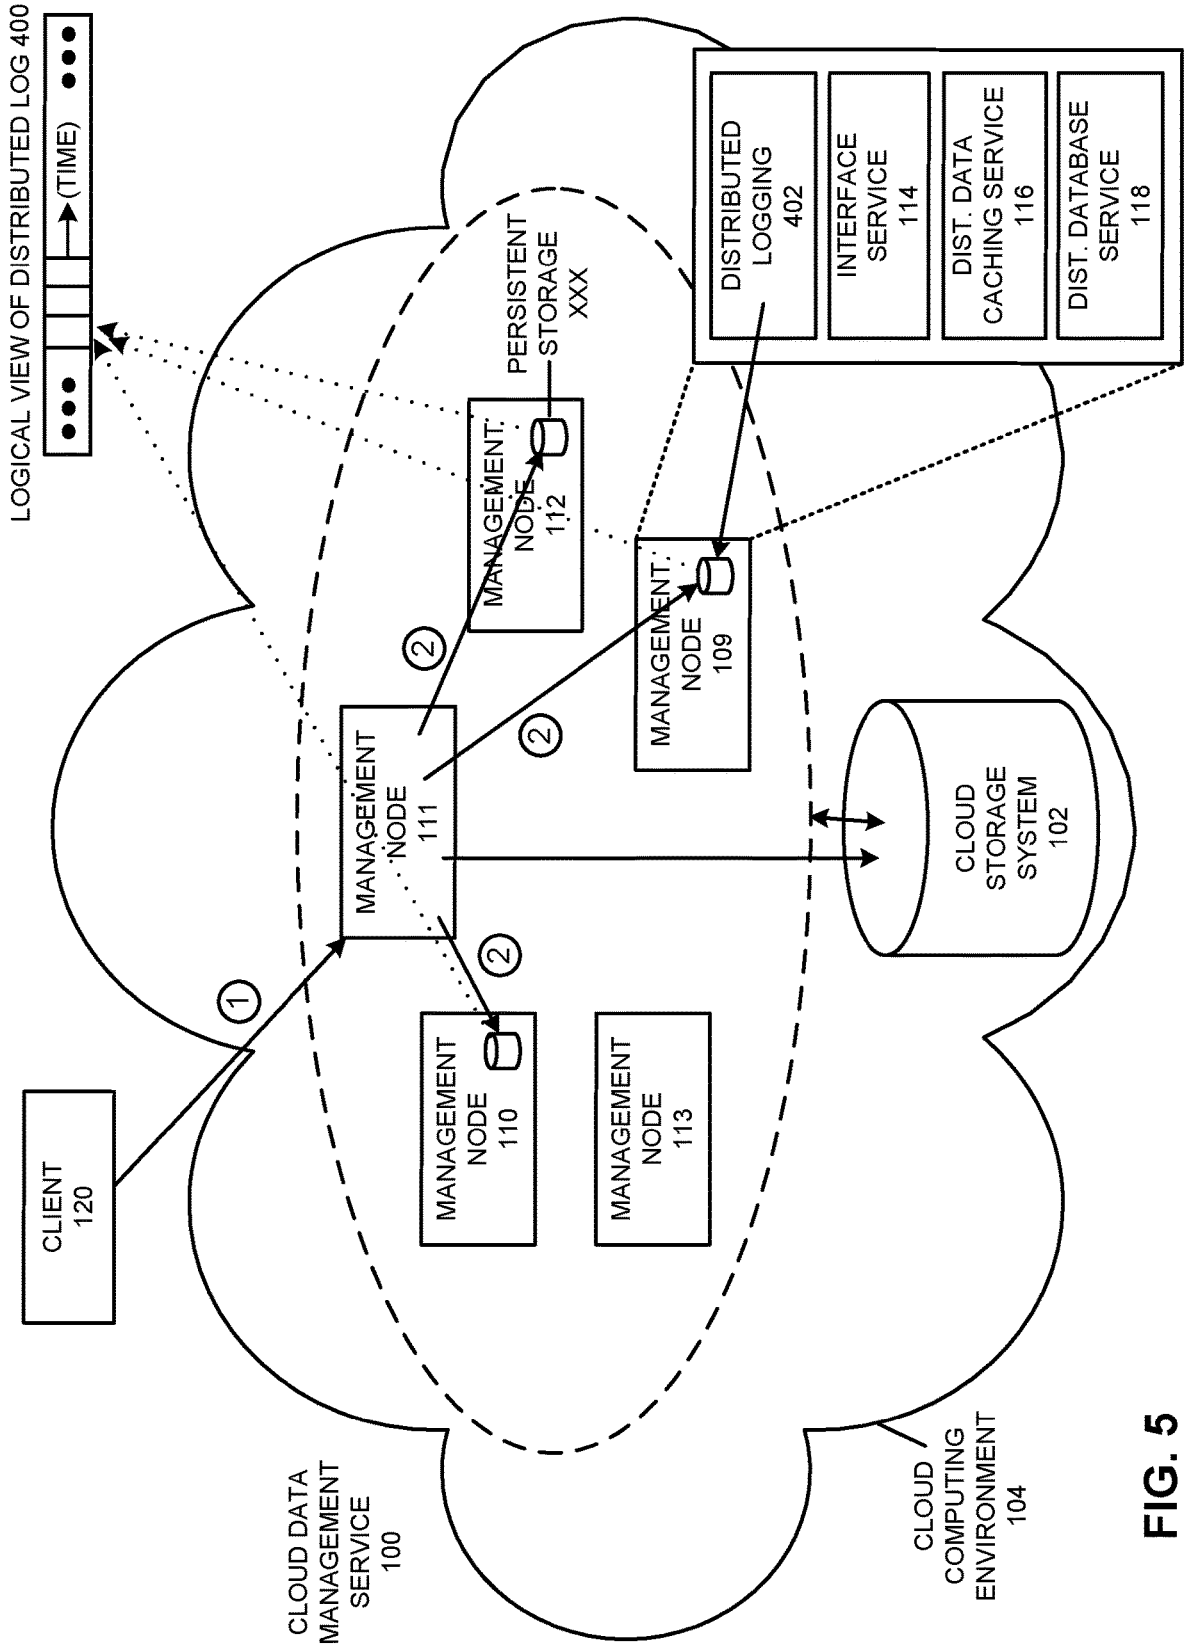 LOGICAL VIEW OF DISTRIBUTED LOG 400
(TIME)
CLIENT
120
1
CLOUD DATA
MANAGEMENT
SERVICE
100
MANAGEMENT
NODE
111
2
2
2
MANAGEMENT
NODE
110
MANAGEMENT
NODE
112
PERSISTENT
STORAGE
XXX
MANAGEMENT
NODE
113
MANAGEMENT
NODE
109
DISTRIBUTED
LOGGING
402
INTERFACE
SERVICE
114
DIST. DATA
CACHING SERVICE
116
DIST. DATABASE
SERVICE
118
CLOUD
STORAGE
SYSTEM
102
CLOUD
COMPUTING
ENVIRONMENT
104
FIG. 5